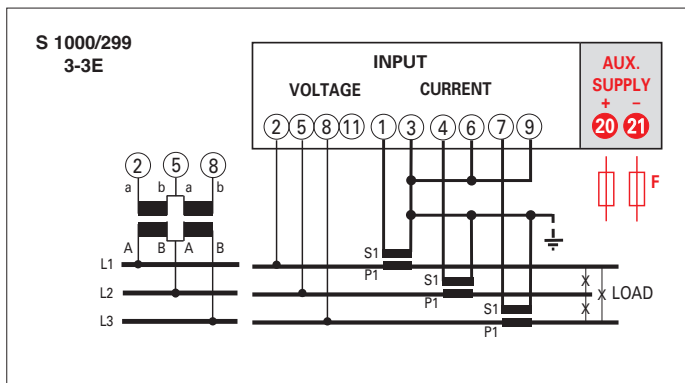 S 1000/299
3-3E
INPUT
AUX.
SUPPLY
VOLTAGE CURRENT
+ –
2 5 8 11 1 3 4 6 7 9 20 21
2 5 8
a b a b
F
A B A B
S1
L1
P1
S1
L2
P1
X X X
LOAD
S1
L3
P1